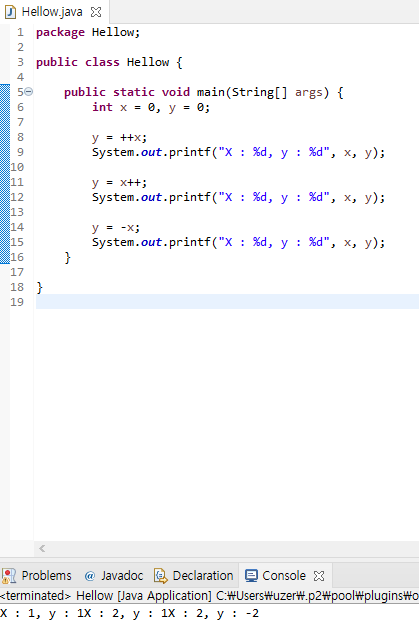 Hellow.java
1 package Hellow;
2
3 public class Hellow {
4
5 public static void main(String[] args) {
6 int x = 0, y = 0;
7
8 y = ++x;
9 System.out.printf("X : %d, y : %d", x, y);
10
11 y = x++;
12 System.out.printf("X : %d, y : %d", x, y);
13
14 y = -x;
15 System.out.printf("X : %d, y : %d", x, y);
16 }
17
18 }
19
Problems @ Javadoc Declaration Console
<terminated> Hellow [Java Application] C:₩Users₩uzer₩.p2₩pool₩plugins₩o
X : 1, y : 1X : 2, y : 1X : 2, y : -2